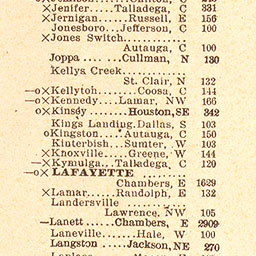 ×Jenifer....Talladega, C 331
×Jernigan......Russell, E 156
Jonesboro...Jefferson, C 100
×Jones Switch...............
Autauga, C 100
Joppa ......Cullman, N 130
Kellys Creek...............
St. Clair, N 132
—o×Kellyton......Coosa, C 144
—o×Kennedy....Lamar, NW 166
o×Kinsey ......Houston,SE 342
Kings Landing.Dallas, S 103
oKingston....Autauga, C 150
Kinterbish...Sumter, W 103
×Knoxville....Greene, W 144
—×Kymulga..Talladega, C 120
—o×LAFAYETTE ........
Chambers, E 1629
×Lamar.....Randolph, E 132
Landersville ..............
Lawrence, NW 105
—Lanett.....Chambers, E 2909
Laneville......Hale, W 100
Langston .....Jackson,NE 270